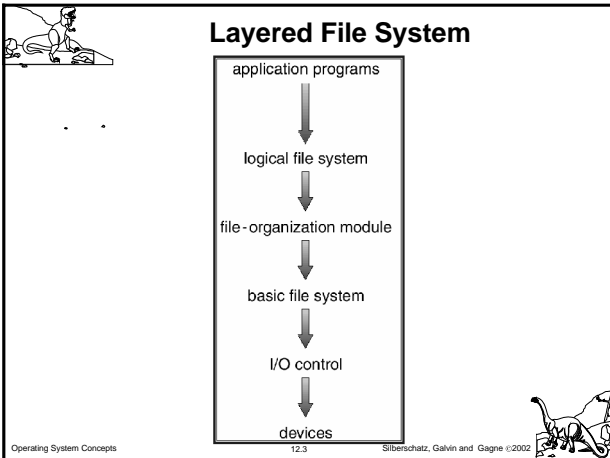 Layered File System
application programs
logical file system
file-organization module
basic file system
I/O control
devices
Operating System Concepts
12.3
Silberschatz, Galvin and Gagne ©2002